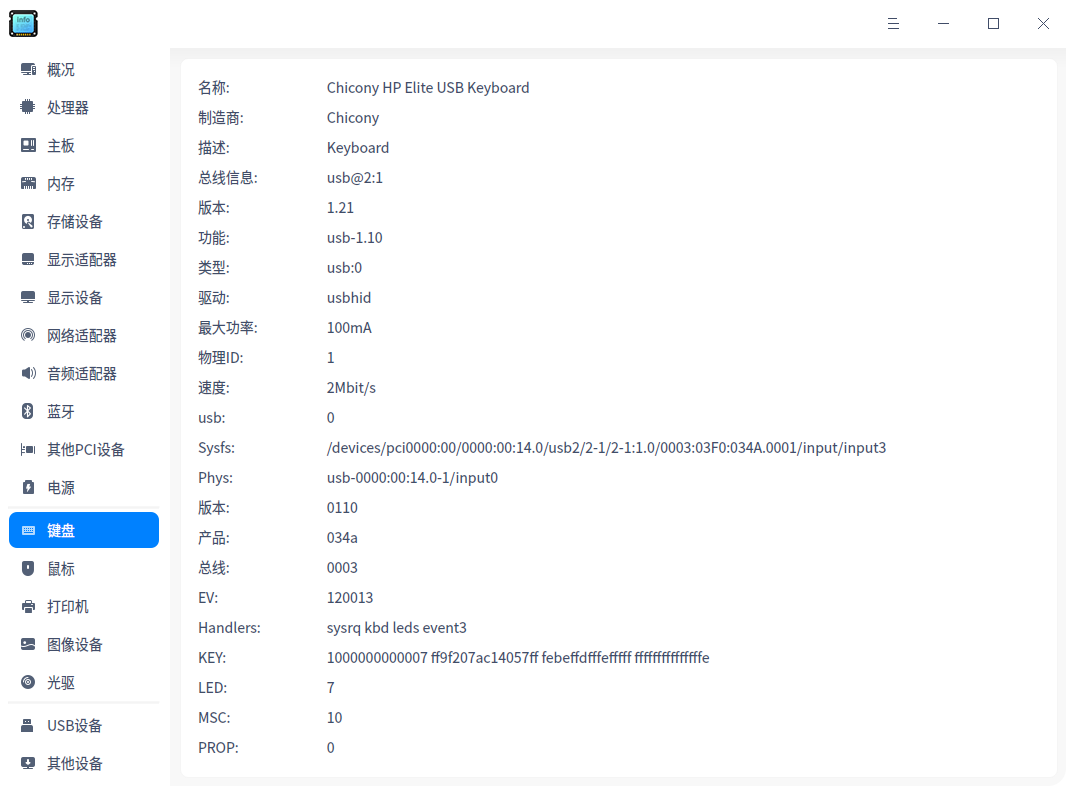 info
概况
处理器
主板
内存
存储设备
显示适配器
显示设备
网络适配器
音频适配器
蓝牙
其他PCI设备
电源
键盘
鼠标
打印机
图像设备
光驱
USB设备
其他设备
名称: Chicony HP Elite USB Keyboard
制造商: Chicony
描述: Keyboard
总线信息: usb@2:1
版本: 1.21
功能: usb-1.10
类型: usb:0
驱动: usbhid
最大功率: 100mA
物理ID: 1
速度: 2Mbit/s
usb: 0
Sysfs: /devices/pci0000:00/0000:00:14.0/usb2/2-1/2-1:1.0/0003:03F0:034A.0001/input/input3
Phys: usb-0000:00:14.0-1/input0
版本: 0110
产品: 034a
总线: 0003
EV: 120013
Handlers: sysrq kbd leds event3
KEY: 1000000000007 ff9f207ac14057ff febeffdfffefffff fffffffffffffffe
LED: 7
MSC: 10
PROP: 0